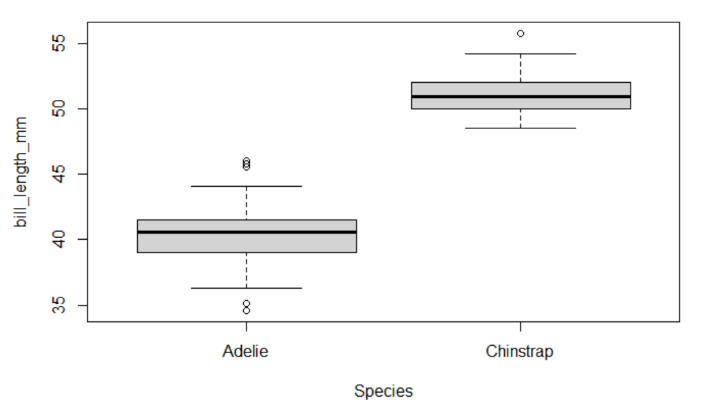 55
50
45
40
35
bill_length_mm
Adelie
Chinstrap
Species